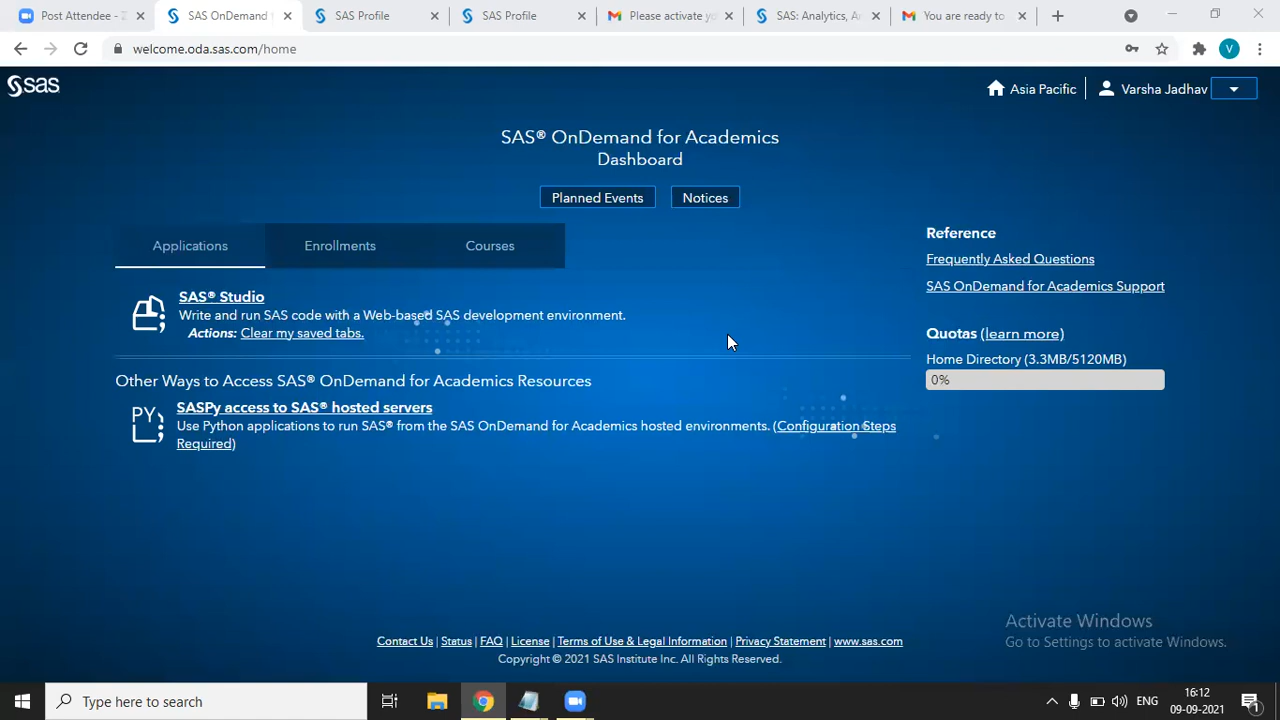 Post Attendee - Z
SAS OnDemand f
SAS Profile
SAS Profile
Please activate yo
SAS: Analytics, A
You are ready to
welcome.oda.sas.com/home
V
sas
Asia Pacific
Varsha Jadhav
SAS® OnDemand for Academics
Dashboard
Planned Events
Notices
Applications
Enrollments
Courses
Reference
Frequently Asked Questions
SAS OnDemand for Academics Support
SAS® Studio
Write and run SAS code with a Web-based SAS development environment.
Actions: Clear my saved tabs.
Quotas (learn more)
Home Directory (3.3MB/5120MB)
0%
Other Ways to Access SAS® OnDemand for Academics Resources
PY
SASPy access to SAS® hosted servers
Use Python applications to run SAS® from the SAS OnDemand for Academics hosted environments. (Configuration Steps
Required)
Activate Windows
Go to Settings to activate Windows.
Contact Us | Status | FAQ | License | Terms of Use & Legal Information | Privacy Statement | www.sas.com
Copyright © 2021 SAS Institute Inc. All Rights Reserved.
Type here to search
ENG
16:12
09-09-2021
1